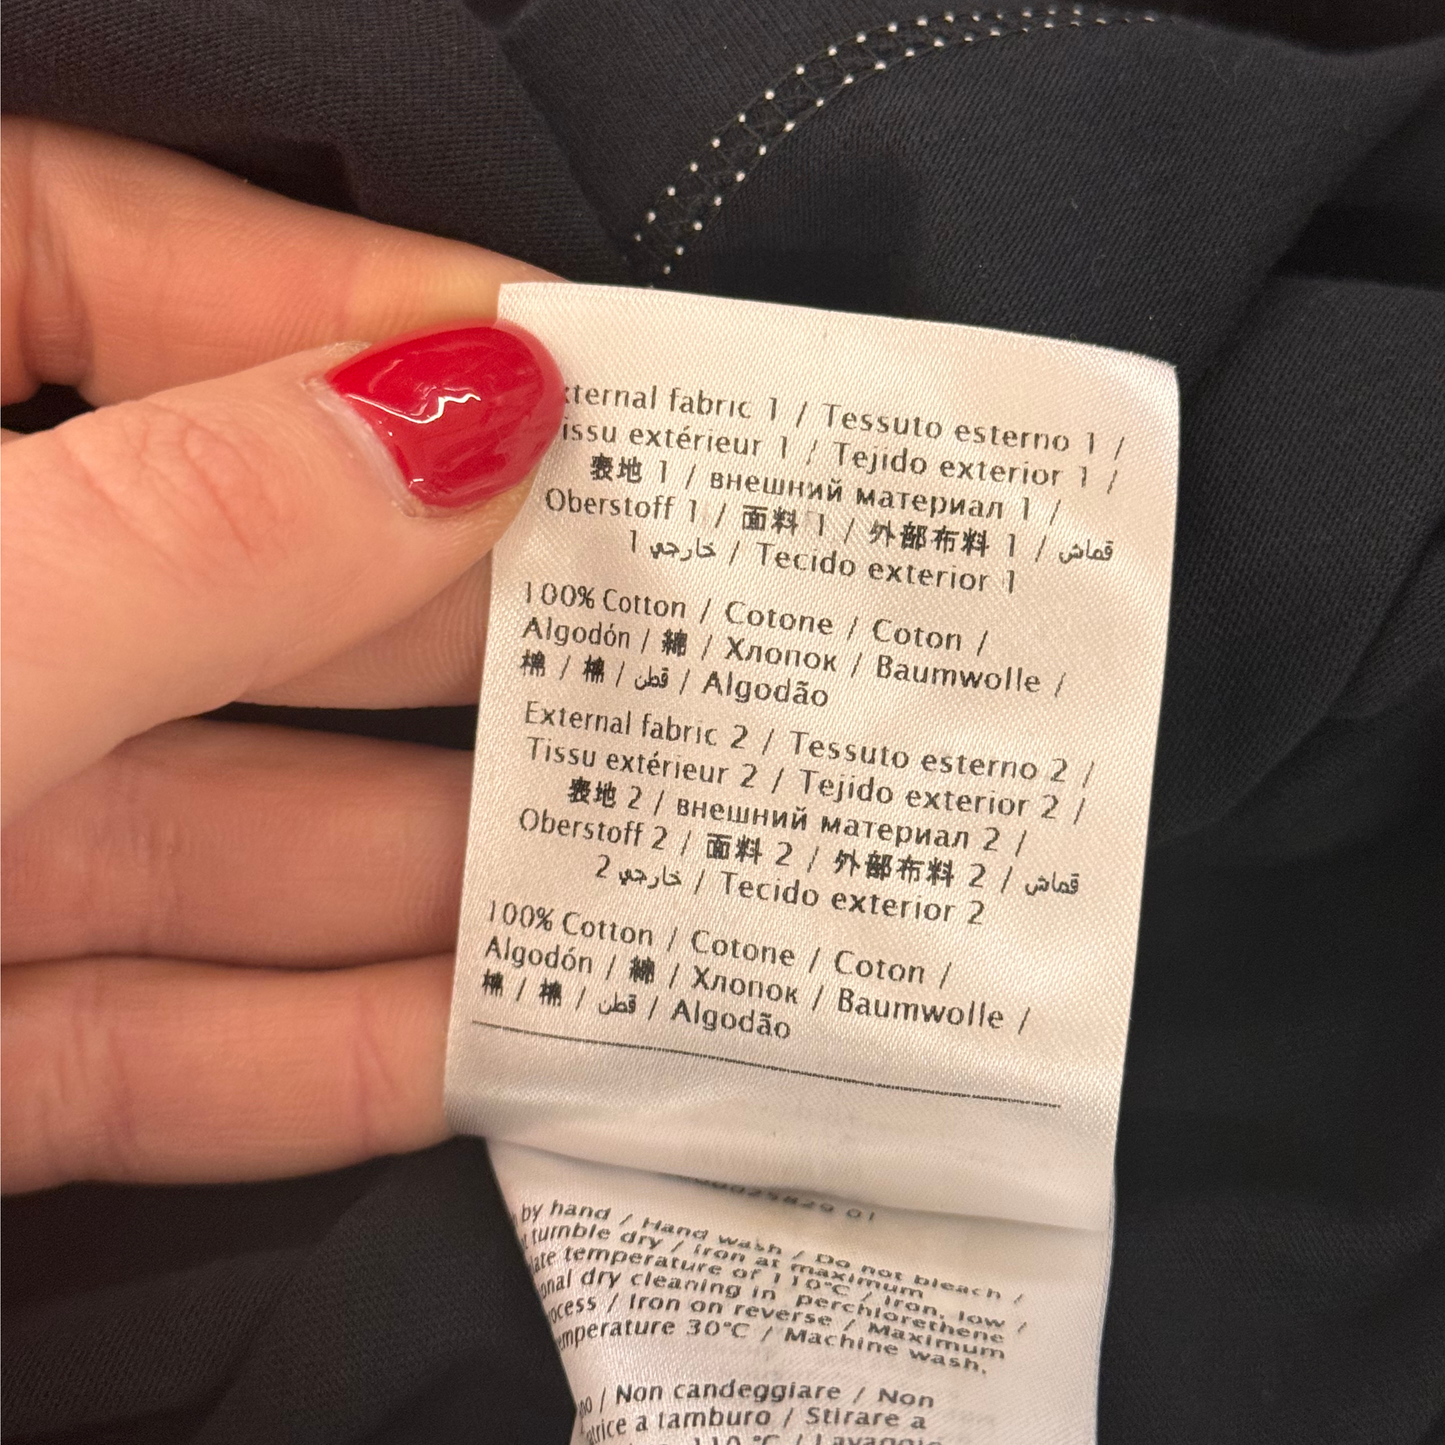 xternal fabric 1 / Tessuto esterno 1 /
issu extérieur 1 / Tejido exterior 1 /
表地 1 / внешний материал 1 /
Oberstoff 1 / 面料 1 / 外部布料 1 / قماش
خارجي 1 / Tecido exterior 1
100% Cotton / Cotone / Coton /
Algodón / 綿 / Хлопок / Baumwolle /
棉 / 棉 / قطن / Algodão
External fabric 2 / Tessuto esterno 2 /
Tissu extérieur 2 / Tejido exterior 2 /
表地 2 / внешний материал 2 /
Oberstoff 2 / 面料 2 / 外部布料 2 / قماش
خارجي 2 / Tecido exterior 2
100% Cotton / Cotone / Coton /
Algodón / 綿 / Хлопок / Baumwolle /
棉 / 棉 / قطن / Algodão
by hand / Hand wash / Do not bleach /
tumble dry / Iron at maximum
late temperature of 110°C / Iron, low /
onal dry cleaning in perchlorethene
ocess / Iron on reverse / Maximum
mperature 30°C / Machine wash.
/ Non candeggiare / Non
atrice a tamburo / Stirare a
110 °C / Lavaggio